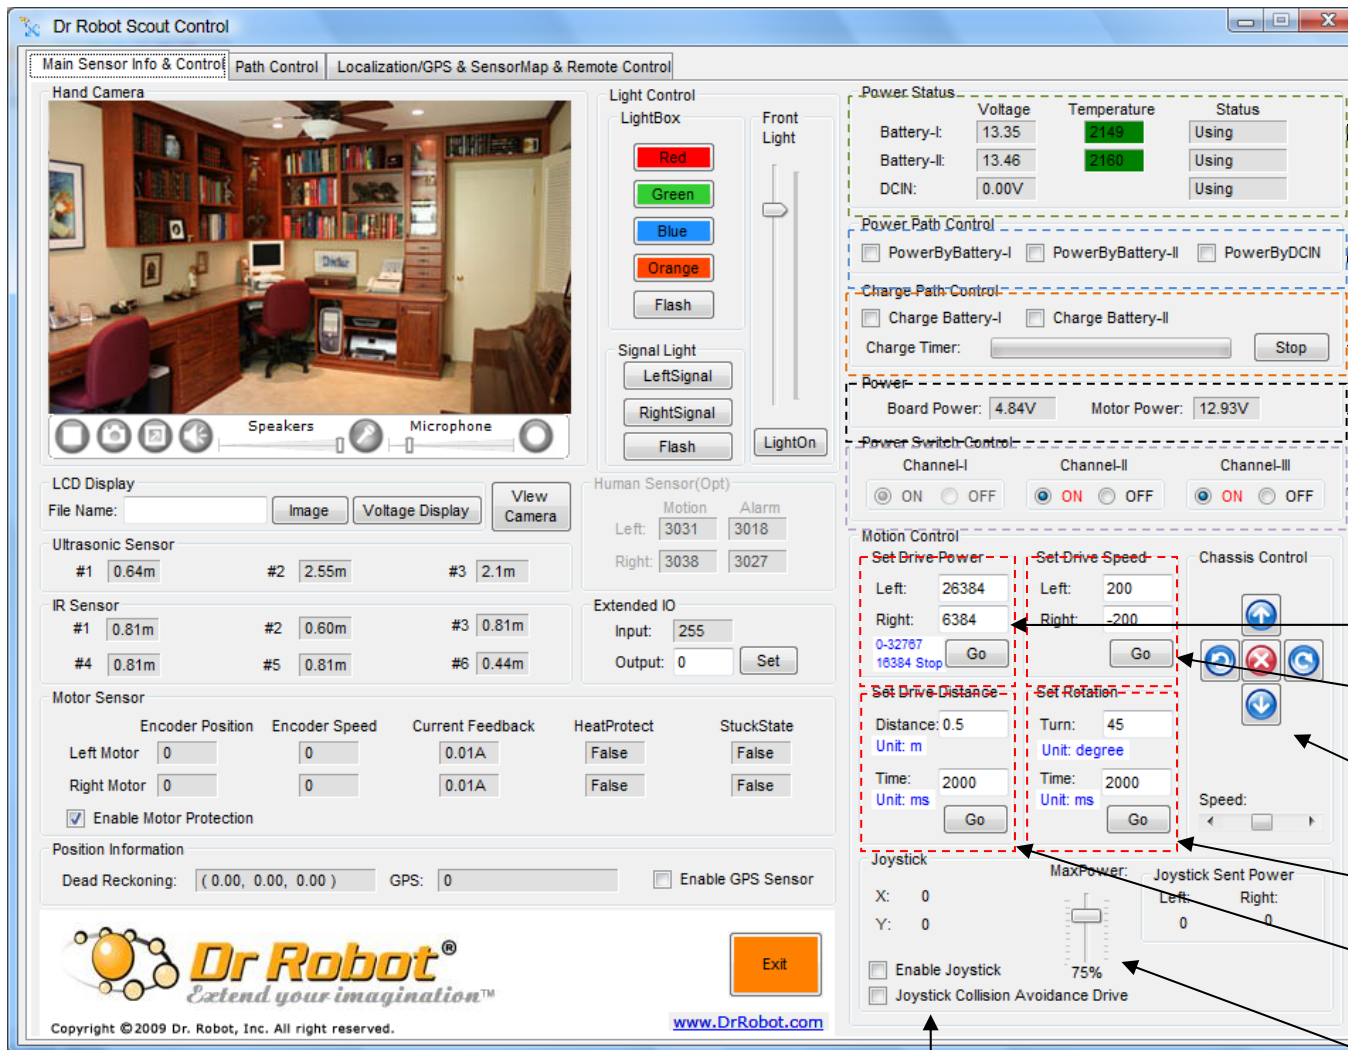 Dr Robot Scout Control
Main Sensor Info & Control
Path Control
Localization/GPS & SensorMap & Remote Control
Hand Camera
Speakers
Microphone
Light Control
LightBox
Red
Green
Blue
Orange
Flash
Front
Light
Signal Light
LeftSignal
RightSignal
Flash
LightOn
Power Status
Voltage Temperature Status
Battery-I: 13.35 2149 Using
Battery-II: 13.46 2160 Using
DCIN: 0.00V Using
Power Path Control
PowerByBattery-I PowerByBattery-II PowerByDCIN
Charge Path Control
Charge Battery-I Charge Battery-II
Charge Timer: Stop
Power
Board Power: 4.84V Motor Power: 12.93V
Power Switch Control
Channel-I Channel-II Channel-III
ON OFF ON OFF ON OFF
LCD Display
File Name: Image Voltage Display
VIew
Camera
Human Sensor(Opt)
Motion Alarm
Left: 3031 3018
Right: 3038 3027
Ultrasonic Sensor
#1 0.64m #2 2.55m #3 2.1m
IR Sensor
#1 0.81m #2 0.60m #3 0.81m
#4 0.81m #5 0.81m #6 0.44m
Extended IO
Input: 255
Output: 0 Set
Motor Sensor
Encoder Position Encoder Speed Current Feedback HeatProtect StuckState
Left Motor 0 0 0.01A False False
Right Motor 0 0 0.01A False False
Enable Motor Protection
Position Information
Dead Reckoning: ( 0.00, 0.00, 0.00 ) GPS: 0 Enable GPS Sensor
Motion Control
Set Drive Power
Left: 26384
Right: 6384
0-32767
16384 Stop
Go
Set Drive Speed
Left: 200
Right: -200
Go
Chassis Control
Speed:
Set Drive Distance
Distance: 0.5
Unit: m
Time: 2000
Unit: ms
Go
Set Rotation
Turn: 45
Unit: degree
Time: 2000
Unit: ms
Go
Joystick
X: 0
Y: 0
MaxPower:
75%
Joystick Sent Power
Left: Right:
0 0
Enable Joystick
Joystick Collision Avoidance Drive
Dr Robot®
Extend your imagination™
Exit
Copyright ©2009 Dr. Robot, Inc. All right reserved.
www.DrRobot.com